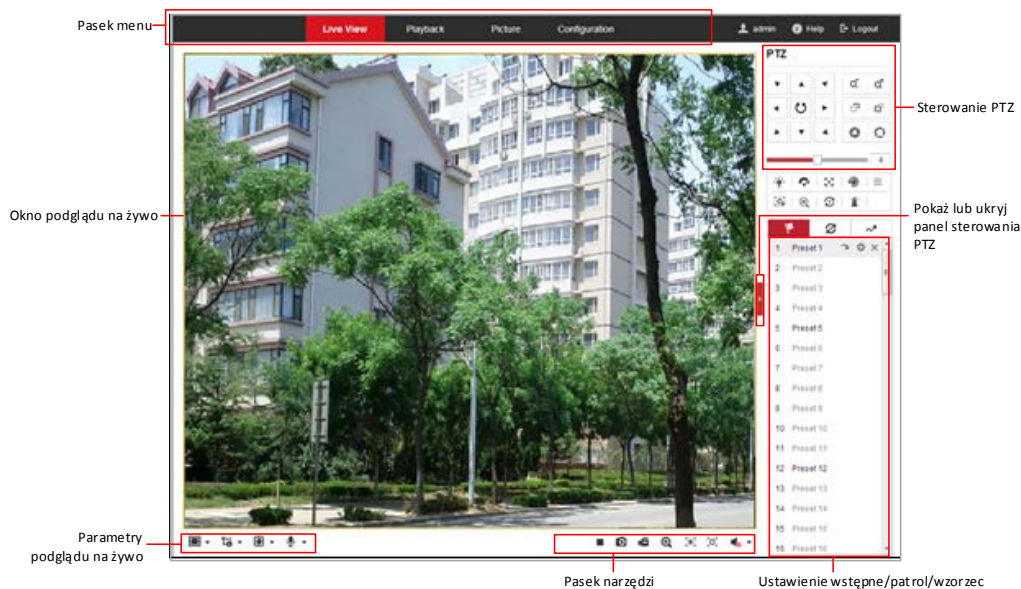 Pasek menu
Live View
Playback
Picture
Configuration
admin
Help
Logout
PTZ
Sterowanie PTZ
4
Okno podglądu na żywo
Pokaż lub ukryj
panel sterowania
PTZ
1 Preset 1
2 Preset 2
3 Preset 3
4 Preset 4
5 Preset 5
6 Preset 6
7 Preset 7
8 Preset 8
9 Preset 9
10 Preset 10
11 Preset 11
12 Preset 12
13 Preset 13
14 Preset 14
15 Preset 15
16 Preset 16
Parametry
podglądu na żywo
Pasek narzędzi
Ustawienie wstępne/patrol/wzorzec